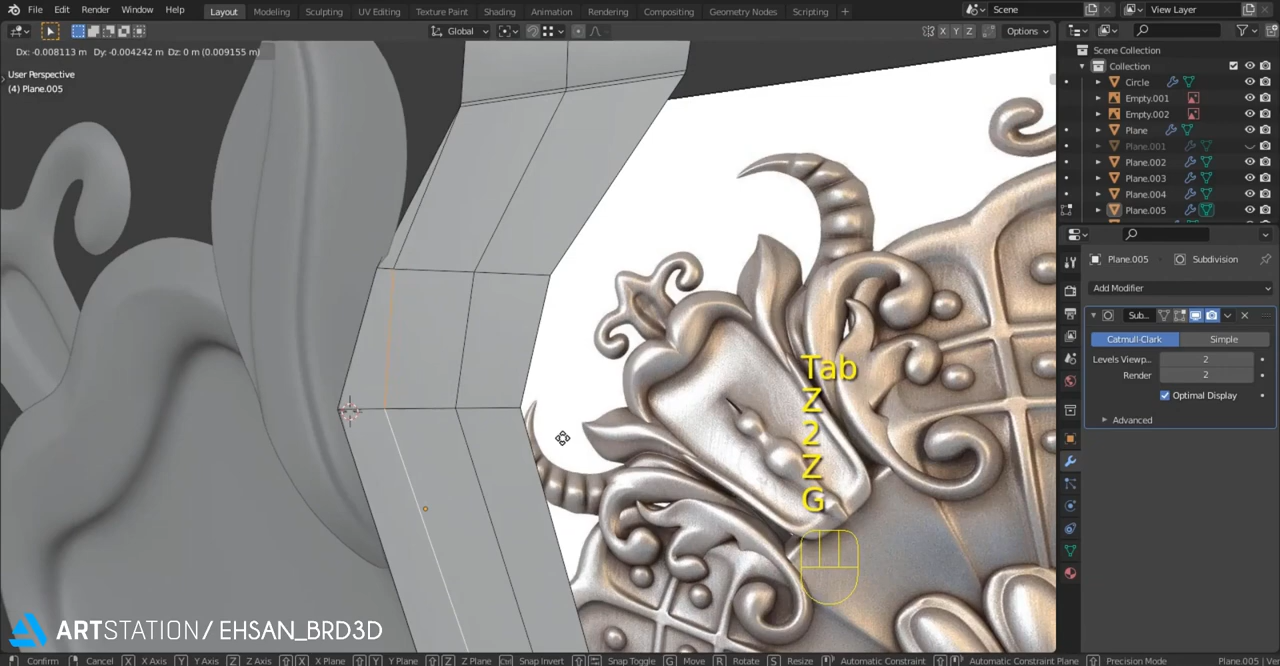 File Edit Render Window Help
Layout Modeling Sculpting UV Editing Texture Paint Shading Animation Rendering Compositing Geometry Nodes Scripting +
Scene
View Layer
Global
X Y Z
Options
Dx: -0.008113 m Dy: -0.004242 m Dz: 0 m (0.009155 m)
User Perspective
(4) Plane.005
Scene Collection
Collection
Circle
Empty.001
Empty.002
Plane
Plane.001
Plane.002
Plane.003
Plane.004
Plane.005
Plane.005 > Subdivision
Add Modifier
Sub..
Catmull-Clark Simple
Levels Viewp.. 2
Render 2
Optimal Display
Advanced
Tab
Z
2
Z
G
ARTSTATION/ EHSAN_BRD3D
Confirm Cancel X X Axis Y Y Axis Z Z Axis X X Plane Y Y Plane Z Z Plane Ctrl Snap Invert Snap Toggle G Move R Rotate S Resize Automatic Constraint Automatic Constraint Plane Precision Mode